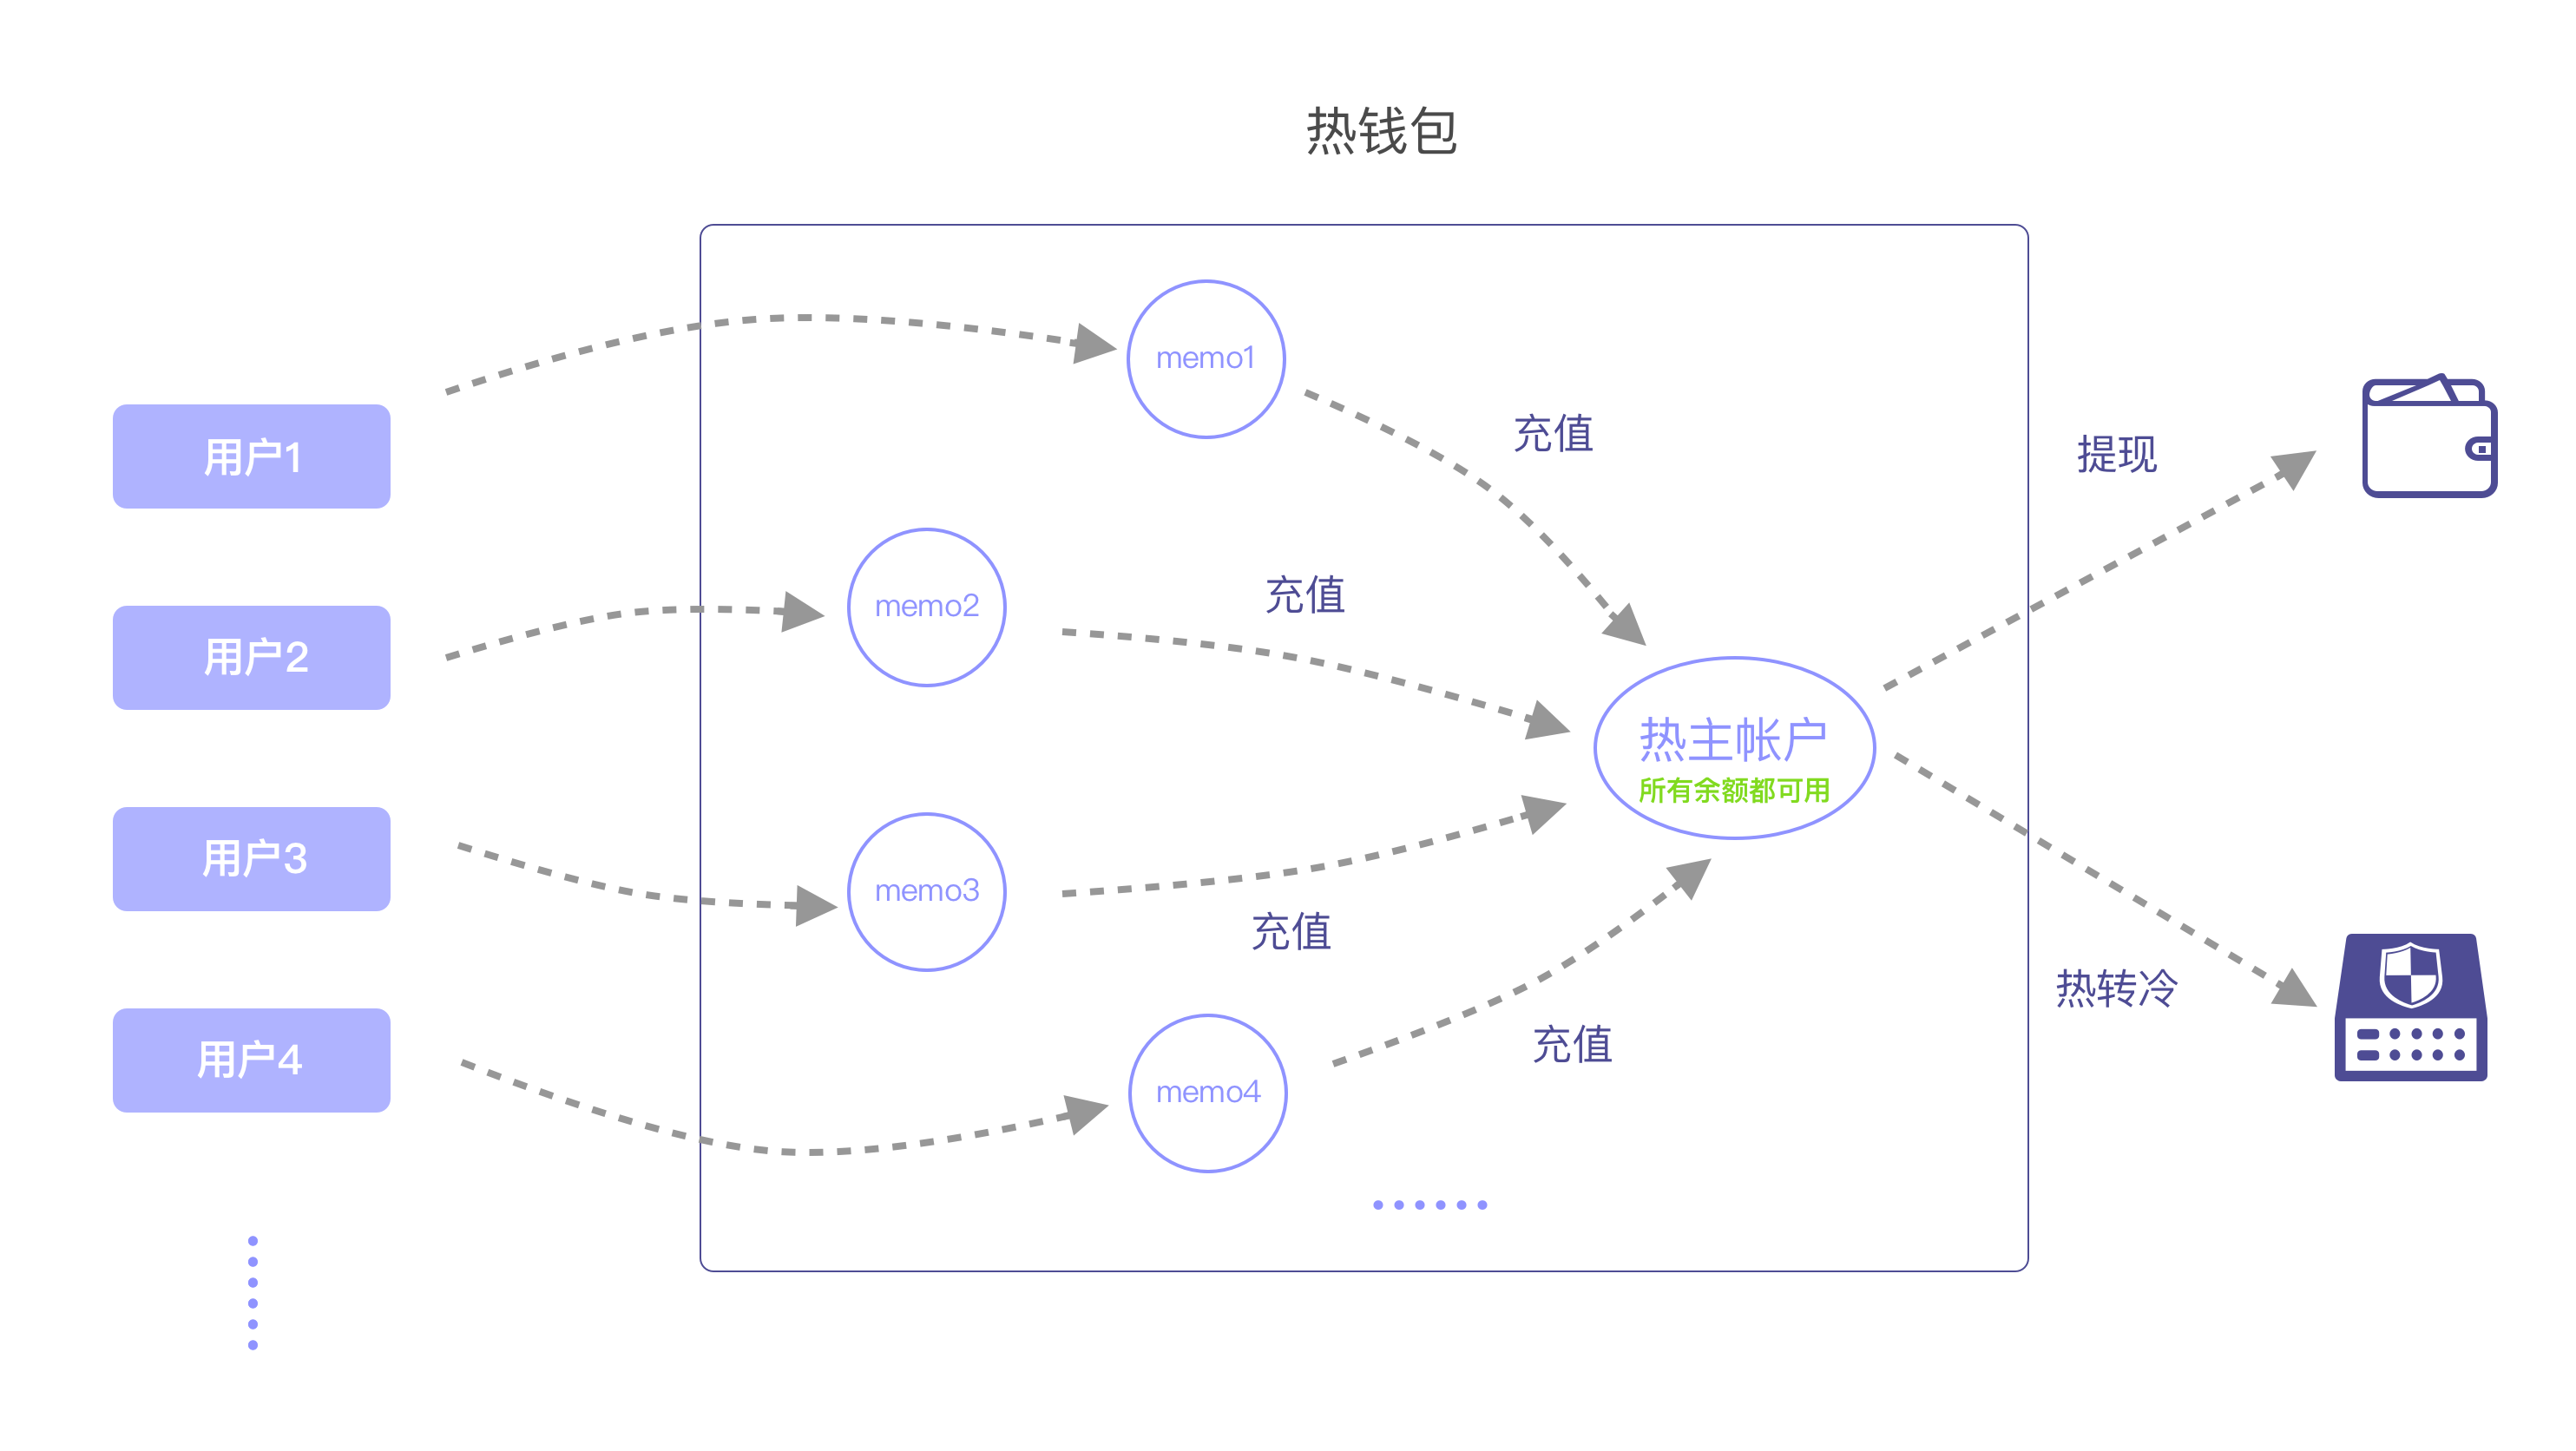 热钱包
用户1
用户2
用户3
用户4
memo1
memo2
memo3
memo4
充值
充值
充值
充值
热主帐户
所有余额都可用
提现
热转冷